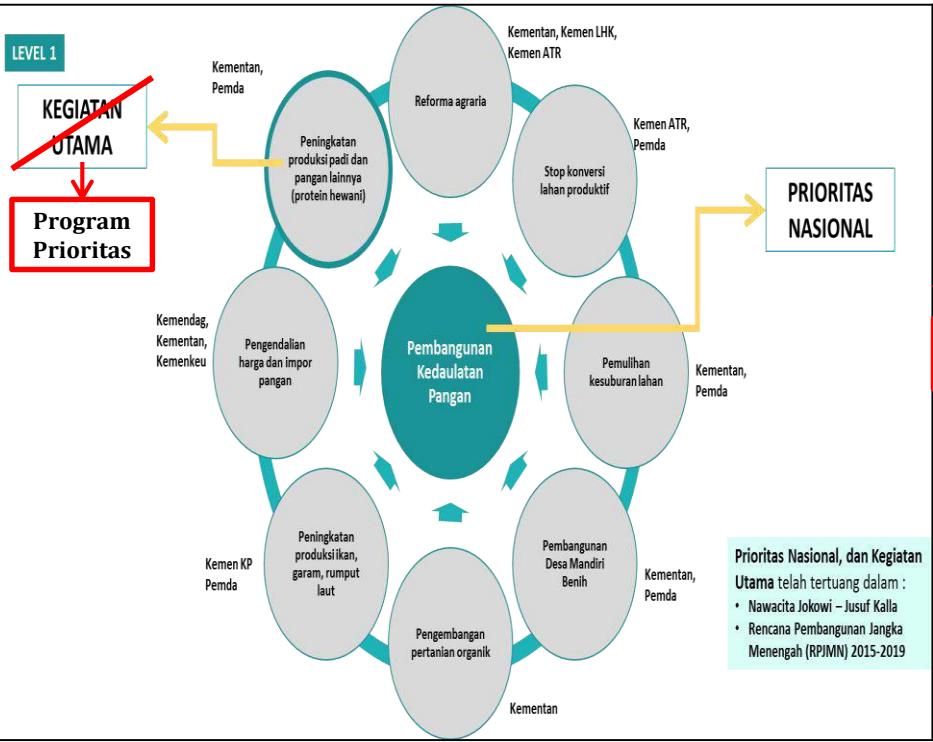 LEVEL 1
KEGIATAN
UTAMA
Program
Prioritas
Kementan,
Pemda
Peningkatan
produksi padi dan
pangan lainnya
(protein hewani)
Kementan, Kemen LHK,
Kemen ATR
Reforma agraria
Kemen ATR,
Pemda
Stop konversi
lahan produktif
PRIORITAS
NASIONAL
Kemendag,
Kementan,
Kemenkeu
Pengendalian
harga dan impor
pangan
Pembangunan
Kedaulatan
Pangan
Pemulihan
kesuburan lahan
Kementan,
Pemda
Kemen KP
Pemda
Peningkatan
produksi ikan,
garam, rumput
laut
Pengembangan
pertanian organik
Kementan
Pembangunan
Desa Mandiri
Benih
Kementan,
Pemda
Prioritas Nasional, dan Kegiatan
Utama telah tertuang dalam :
• Nawacita Jokowi – Jusuf Kalla
• Rencana Pembangunan Jangka
Menengah (RPJMN) 2015-2019